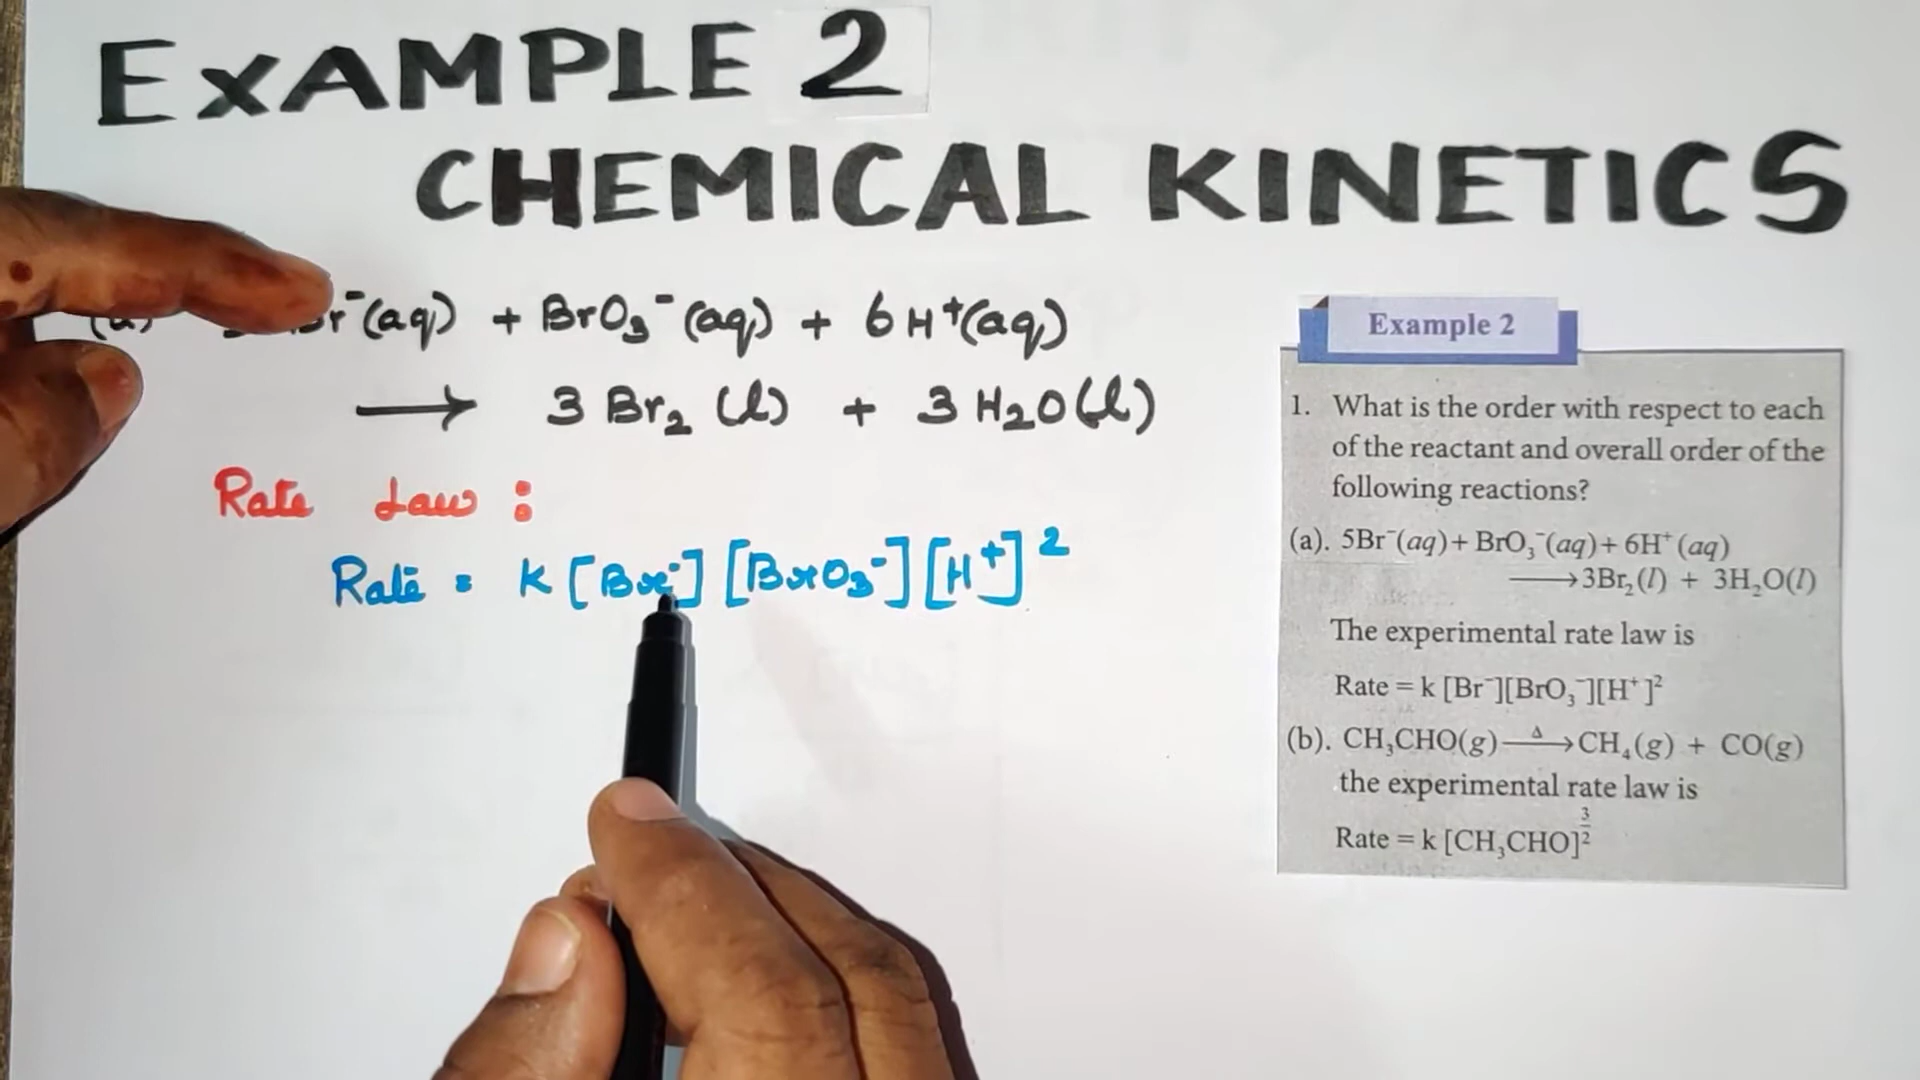 EXAMPLE 2
CHEMICAL KINETICS
Br⁻(aq) + BrO₃⁻(aq) + 6H⁺(aq)
⟶ 3Br₂(l) + 3H₂O(l)
Rate Law :
Rate = k[Br⁻][BrO₃⁻][H⁺]²
Example 2
1. What is the order with respect to each
of the reactant and overall order of the
following reactions?
(a). 5Br⁻(aq)+ BrO₃⁻(aq)+ 6H⁺(aq)
⟶3Br₂(l) + 3H₂O(l)
The experimental rate law is
Rate = k [Br⁻][BrO₃⁻][H⁺]²
(b). CH₃CHO(g) —Δ→ CH₄(g) + CO(g)
the experimental rate law is
Rate = k [CH₃CHO]^(3/2)